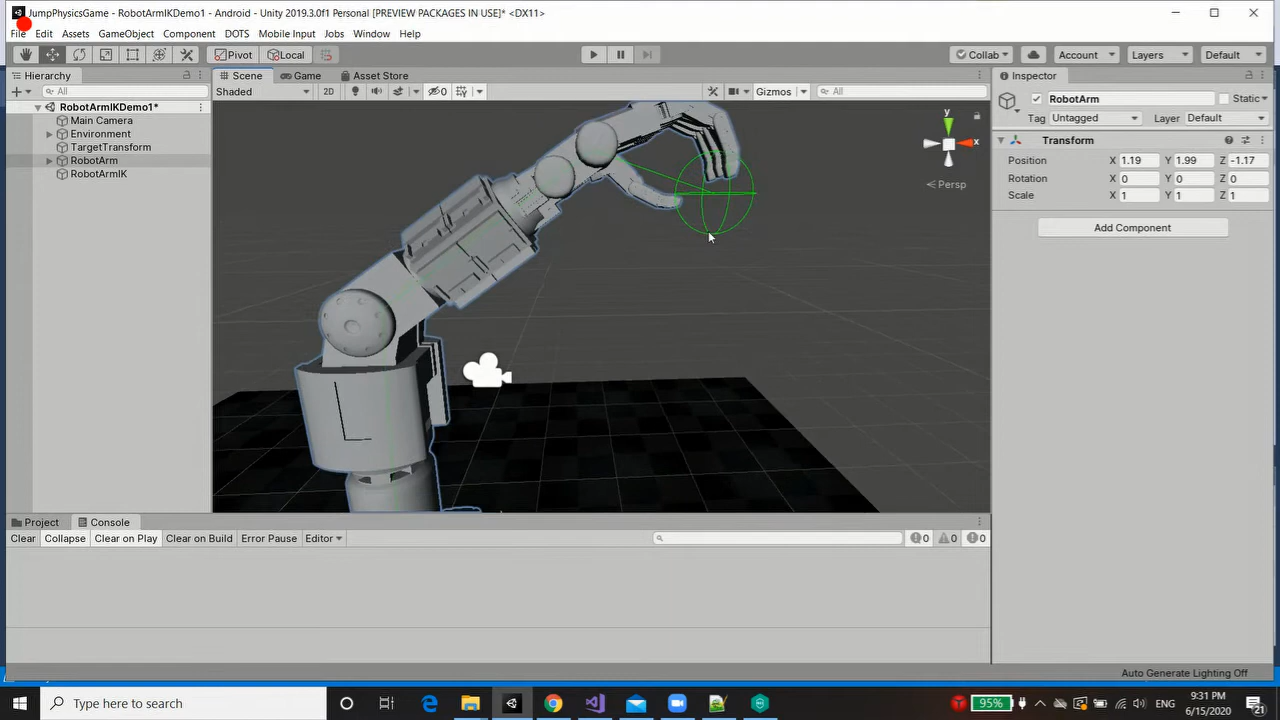 JumpPhysicsGame - RobotArmIKDemo1 - Android - Unity 2019.3.0f1 Personal [PREVIEW PACKAGES IN USE]* <DX11>
File Edit Assets GameObject Component DOTS Mobile Input Jobs Window Help
Pivot Local Collab Account Layers Default
Hierarchy Scene Game Asset Store Inspector
All Shaded 2D 0 Gizmos All RobotArm Static
RobotArmIKDemo1*
Main Camera
Environment
TargetTransform
RobotArm
RobotArmIK
y
x
Persp
Tag Untagged Layer Default
Transform
Position X 1.19 Y 1.99 Z -1.17
Rotation X 0 Y 0 Z 0
Scale X 1 Y 1 Z 1
Add Component
Project Console
Clear Collapse Clear on Play Clear on Build Error Pause Editor 0 0 0
Auto Generate Lighting Off
Type here to search
95%
9:31 PM
6/15/2020
21